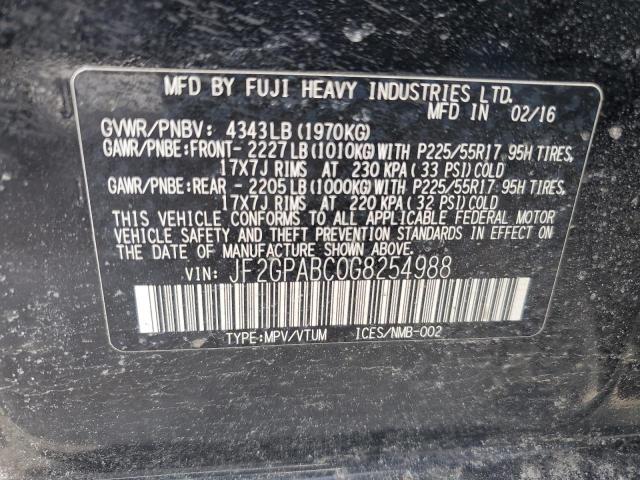 MFD BY FUJI HEAVY INDUSTRIES LTD.
MFD IN 02/16
GVWR/PNBV: 4343LB (1970KG)
GAWR/PNBE:FRONT-2227LB(1010KG)WITH P225/55R17 95H TIRES,
17X7J RIMS AT 230 KPA (33 PSI)COLD
GAWR/PNBE:REAR -2205LB(1000KG)WITH P225/55R17 95H TIRES,
17X7J RIMS AT 220 KPA (32 PSI)COLD
THIS VEHICLE CONFORMS TO ALL APPLICABLE FEDERAL MOTOR
VEHICLE SAFETY AND THEFT PREVENTION STANDARDS IN EFFECT ON
THE DATE OF MANUFACTURE SHOWN ABOVE.
VIN: JF2GPABC0G8254988
TYPE:MPV/VTUM ICES/NMB-002